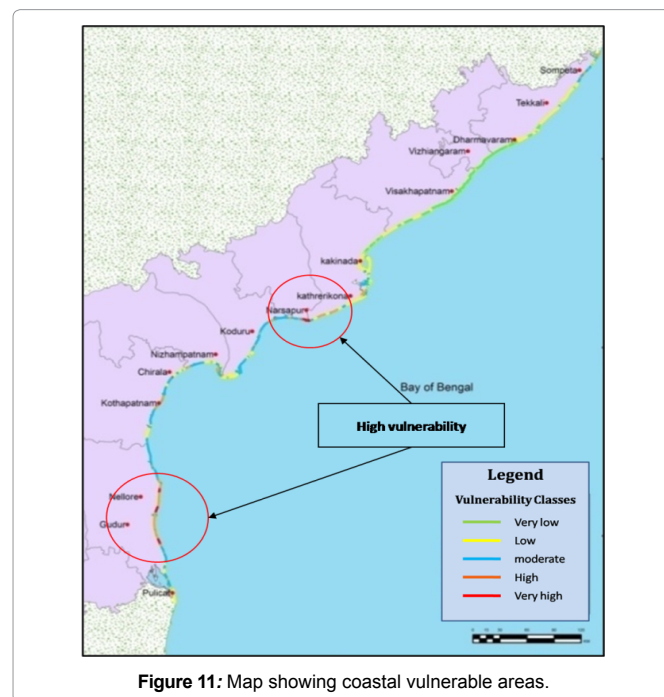 Sompeta
Tekkali
Dharmavaram
Vizhiangaram
Visakhapatnam
kakinada
kathrerikona
Narsapur
Koduru
Nizhampatnam
Chirala
Kothapatnam
Bay of Bengal
High vulnerability
Nellore
Gudur
Pulicat
Legend
Vulnerability Classes
Very low
Low
moderate
High
Very high
Figure 11: Map showing coastal vulnerable areas.